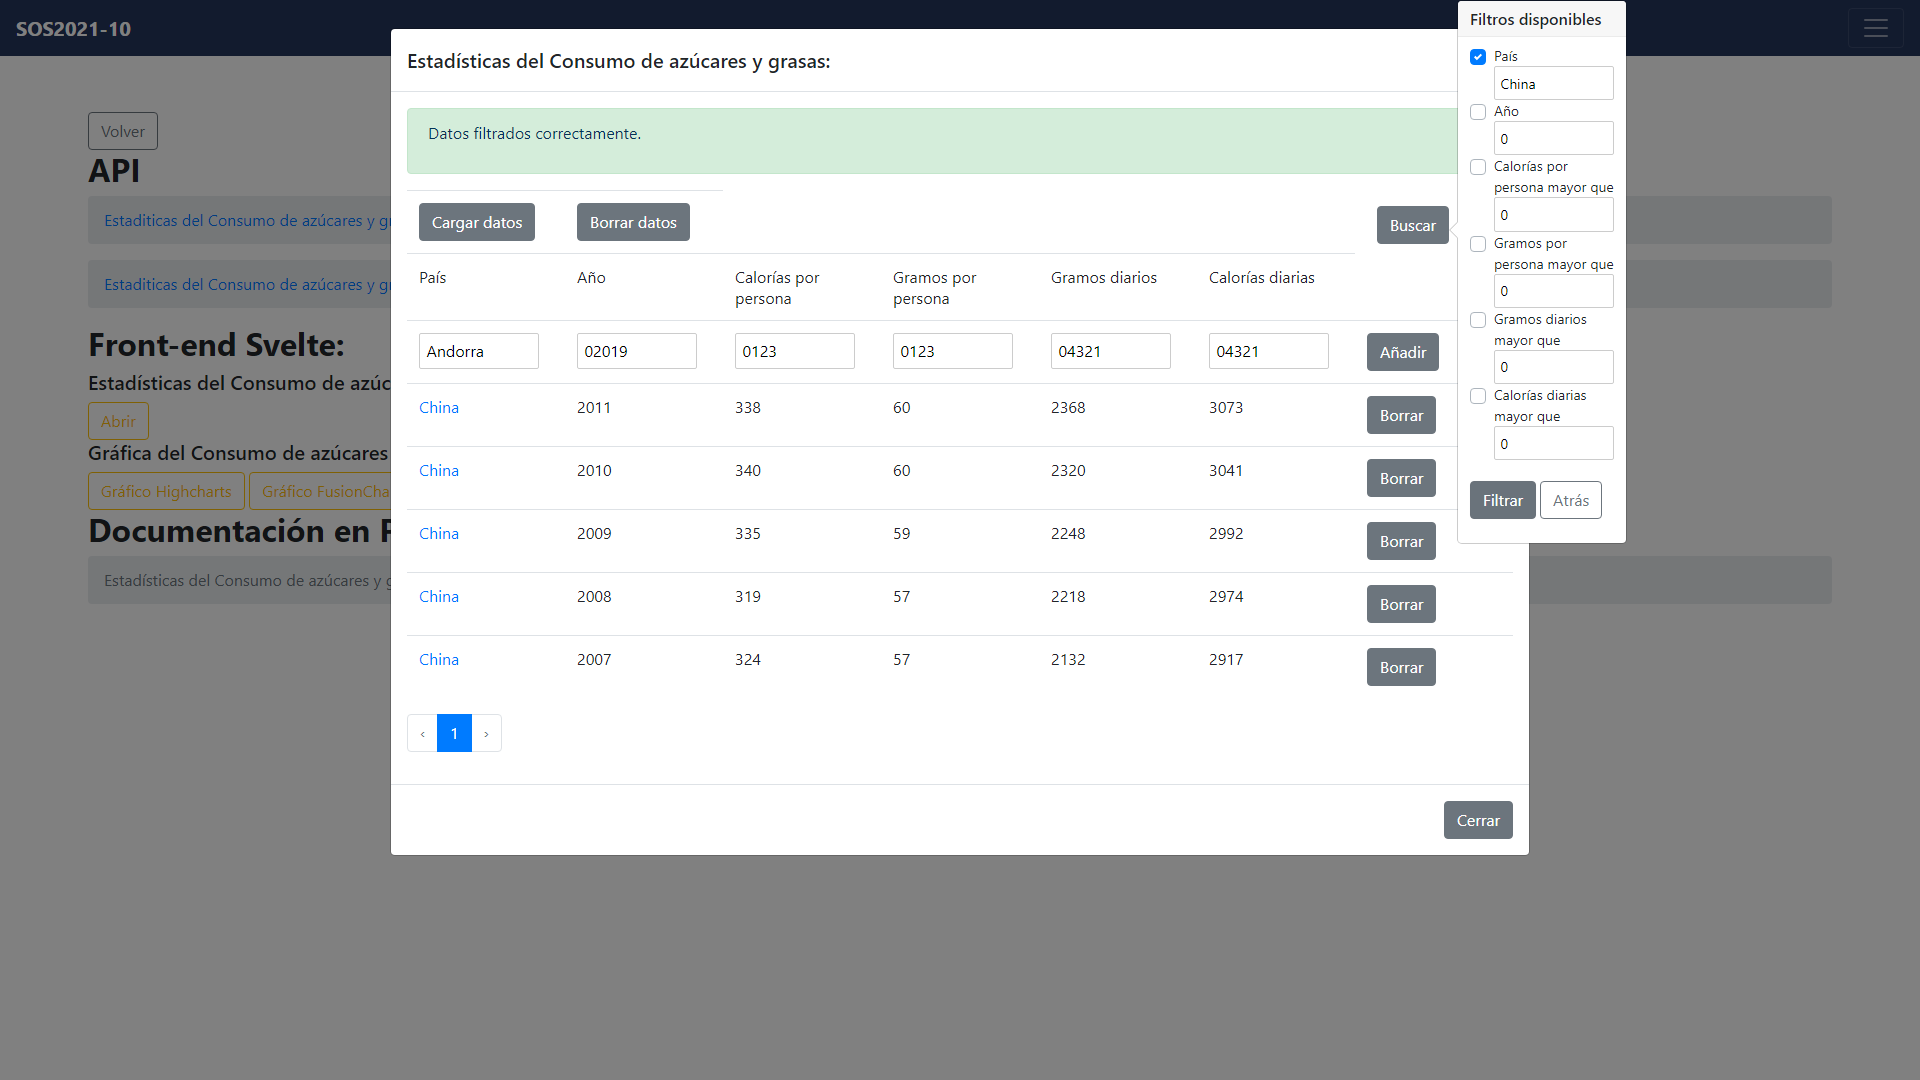 SOS2021-10
Volver
API
Estadíticas del Consumo de azúcares y gr
Estadíticas del Consumo de azúcares y gr
Front-end Svelte:
Estadísticas del Consumo de azúc
Abrir
Gráfica del Consumo de azúcares
Gráfico Highcharts
Gráfico FusionCha
Documentación en P
Estadísticas del Consumo de azúcares y g
Estadísticas del Consumo de azúcares y grasas:
Datos filtrados correctamente.
Cargar datos
Borrar datos
Buscar
País Año Calorías por persona Gramos por persona Gramos diarios Calorías diarias
Andorra 02019 0123 0123 04321 04321 Añadir
China 2011 338 60 2368 3073 Borrar
China 2010 340 60 2320 3041 Borrar
China 2009 335 59 2248 2992 Borrar
China 2008 319 57 2218 2974 Borrar
China 2007 324 57 2132 2917 Borrar
‹ 1 ›
Cerrar
Filtros disponibles
País
China
Año
0
Calorías por
persona mayor que
0
Gramos por
persona mayor que
0
Gramos diarios
mayor que
0
Calorías diarias
mayor que
0
Filtrar Atrás